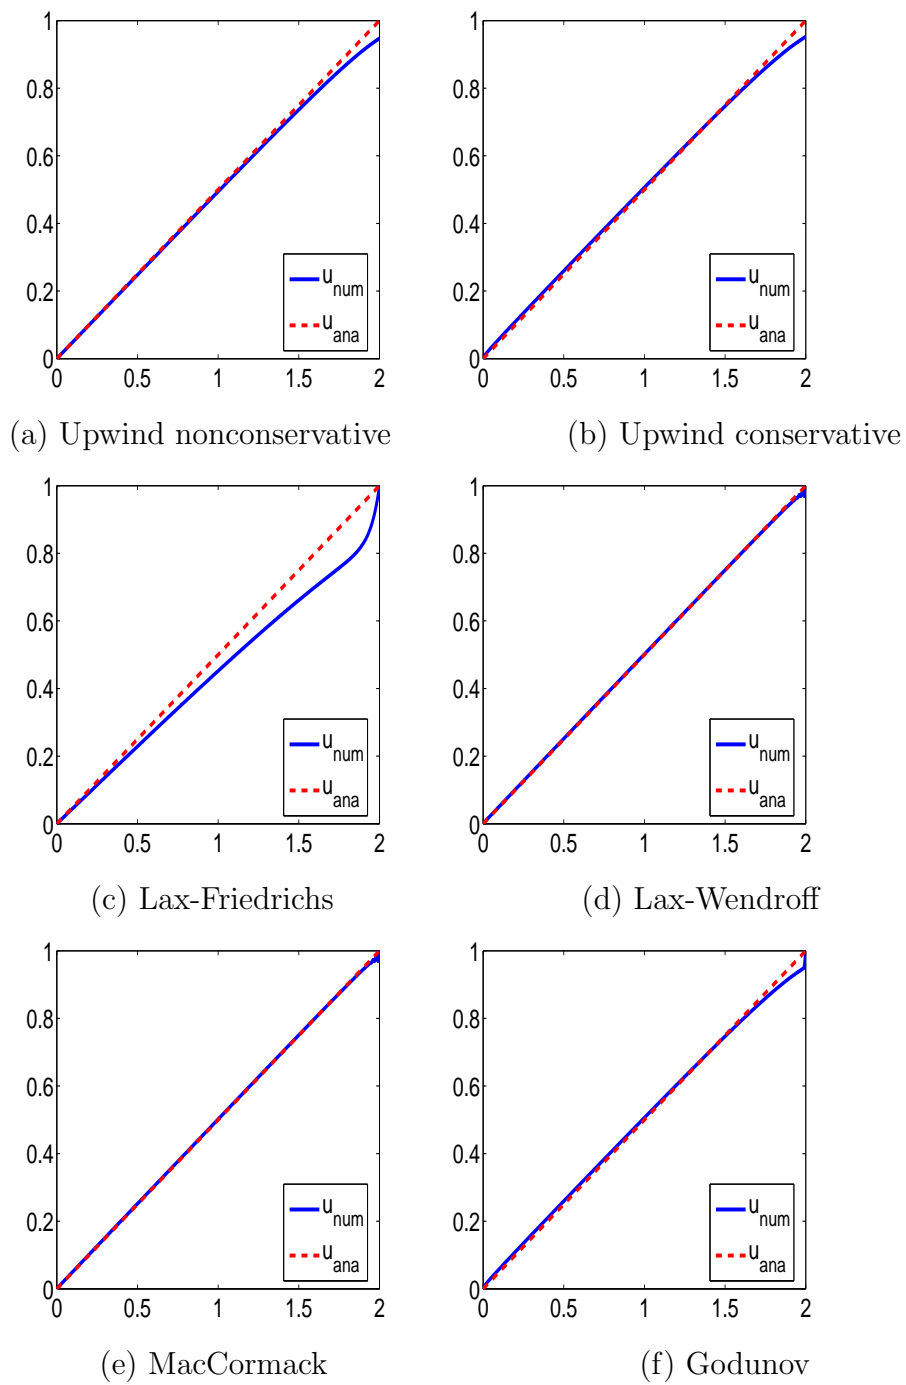 1
0.8
0.6
0.4
0.2
0
0 0.5 1 1.5 2
u_num
u_ana
(a) Upwind nonconservative
1
0.8
0.6
0.4
0.2
0
0 0.5 1 1.5 2
u_num
u_ana
(b) Upwind conservative
1
0.8
0.6
0.4
0.2
0
0 0.5 1 1.5 2
u_num
u_ana
(c) Lax-Friedrichs
1
0.8
0.6
0.4
0.2
0
0 0.5 1 1.5 2
u_num
u_ana
(d) Lax-Wendroff
1
0.8
0.6
0.4
0.2
0
0 0.5 1 1.5 2
u_num
u_ana
(e) MacCormack
1
0.8
0.6
0.4
0.2
0
0 0.5 1 1.5 2
u_num
u_ana
(f) Godunov